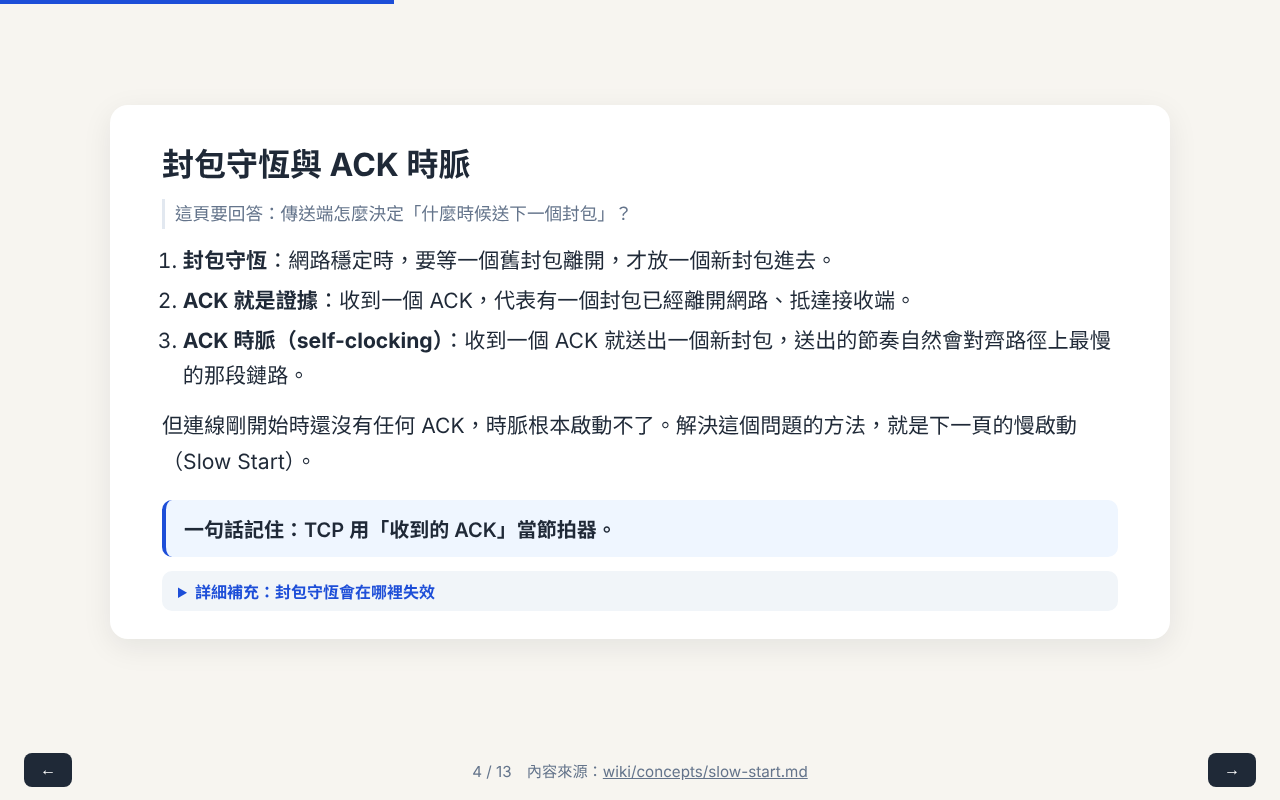 封包守恆與 ACK 時脈
這頁要回答：傳送端怎麼決定「什麼時候送下一個封包」？
1. 封包守恆：網路穩定時，要等一個舊封包離開，才放一個新封包進去。
2. ACK 就是證據：收到一個 ACK，代表有一個封包已經離開網路、抵達接收端。
3. ACK 時脈（self-clocking）：收到一個 ACK 就送出一個新封包，送出的節奏自然會對齊路徑上最慢
的那段鏈路。
但連線剛開始時還沒有任何 ACK，時脈根本啟動不了。解決這個問題的方法，就是下一頁的慢啟動
（Slow Start）。
一句話記住：TCP 用「收到的 ACK」當節拍器。
▶ 詳細補充：封包守恆會在哪裡失效
← 4 / 13 內容來源：wiki/concepts/slow-start.md →